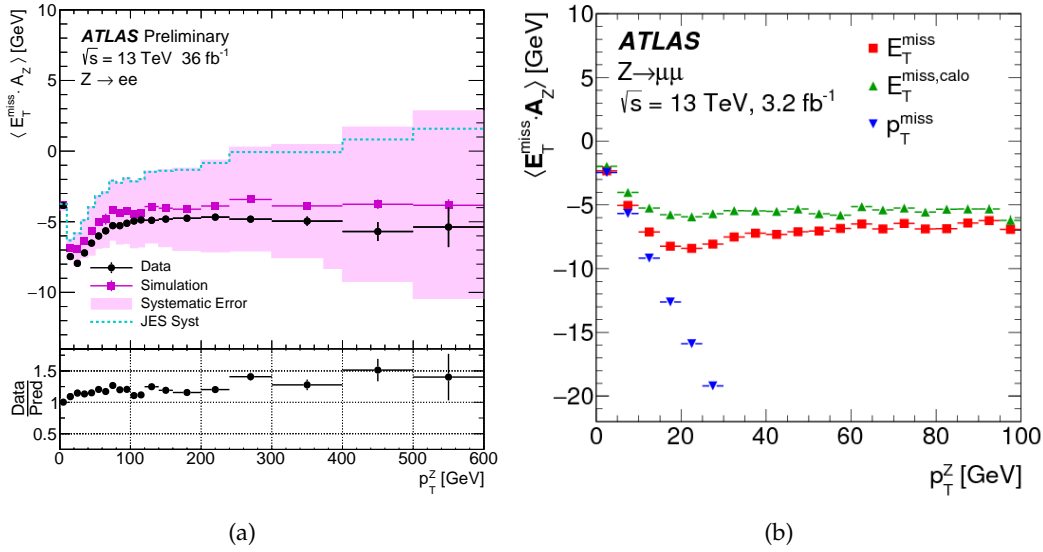 ⟨ E_T^miss · A_Z ⟩ [GeV]
10
5
0
−5
−10
ATLAS Preliminary
√s = 13 TeV 36 fb⁻¹
Z → ee
Data
Simulation
Systematic Error
JES Syst
Data
Pred
1.5
1
0.5
0 100 200 300 400 500 600
p_T^Z [GeV]
(a)
⟨E_T^miss·A_Z⟩ [GeV]
10
5
0
−5
−10
−15
−20
ATLAS
Z→μμ
√s = 13 TeV, 3.2 fb⁻¹
E_T^miss
E_T^miss,calo
p_T^miss
0 20 40 60 80 100
p_T^Z [GeV]
(b)